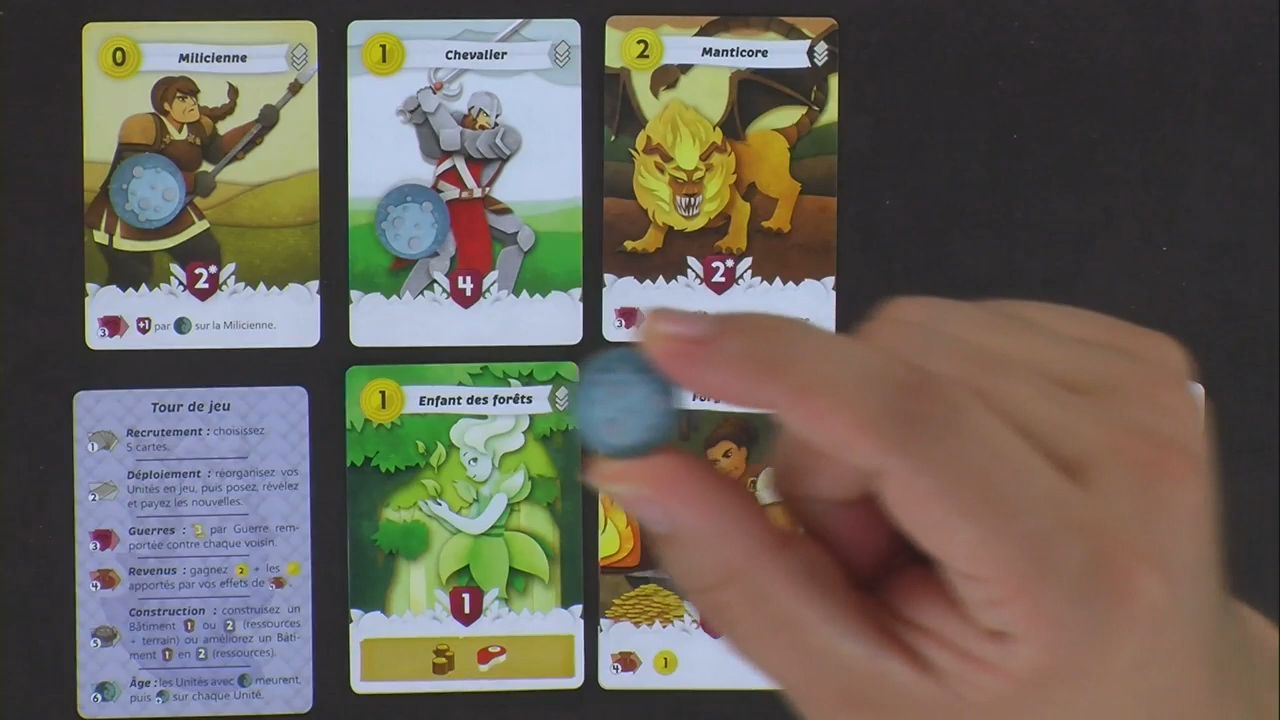 0 Milicienne
2*
3 +1 par sur la Milicienne.
1 Chevalier
4
2 Manticore
2*
3
Tour de jeu
1 Recrutement : choisissez
5 cartes.
2 Déploiement : réorganisez vos
Unités en jeu, puis posez, révélez
et payez les nouvelles.
3 Guerres : 3 par Guerre rem-
portée contre chaque voisin.
4 Revenus : gagnez 2 + les
apportés par vos effets de
5 Construction : construisez un
Bâtiment 1 ou 2 (ressources
+ terrain) ou améliorez un Bâti-
ment 1 en 2 (ressources).
6 Âge : les Unités avec meurent,
puis + sur chaque Unité.
1 Enfant des forêts
1
4 1